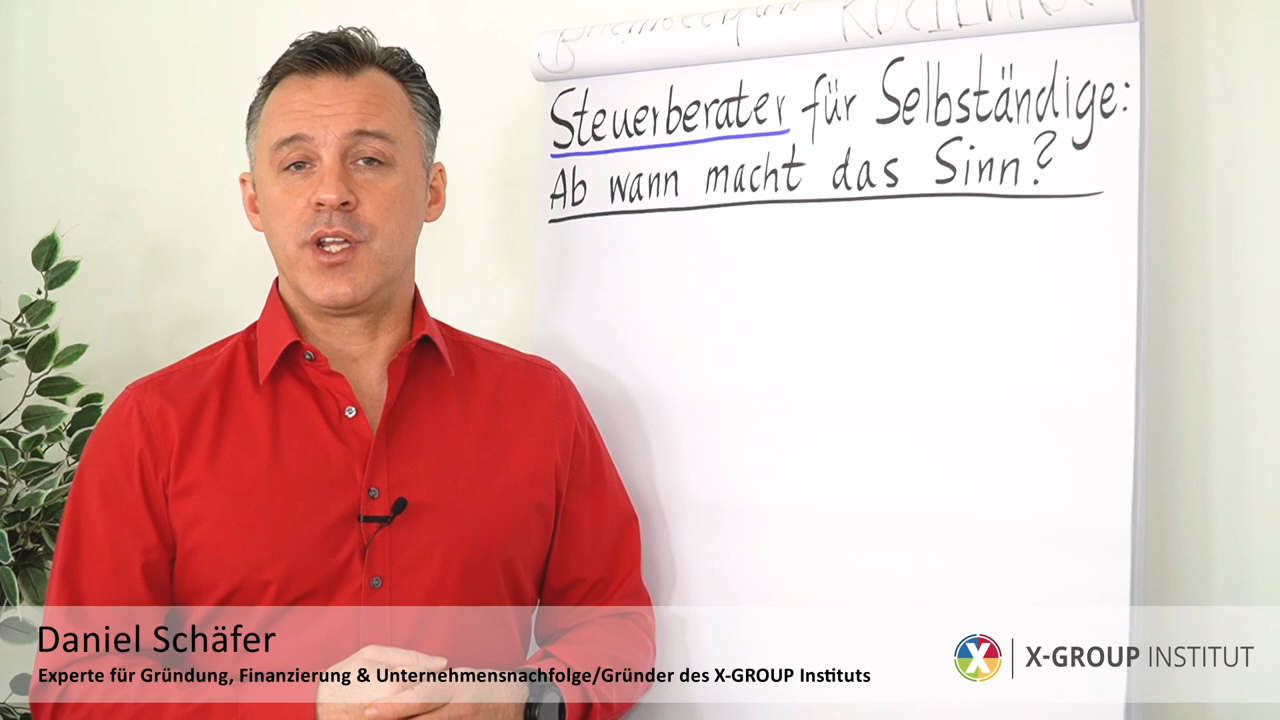 Steuerberater für Selbständige:
Ab wann macht das Sinn?
Daniel Schäfer
Experte für Gründung, Finanzierung & Unternehmensnachfolge/Gründer des X-GROUP Instituts
X-GROUP INSTITUT